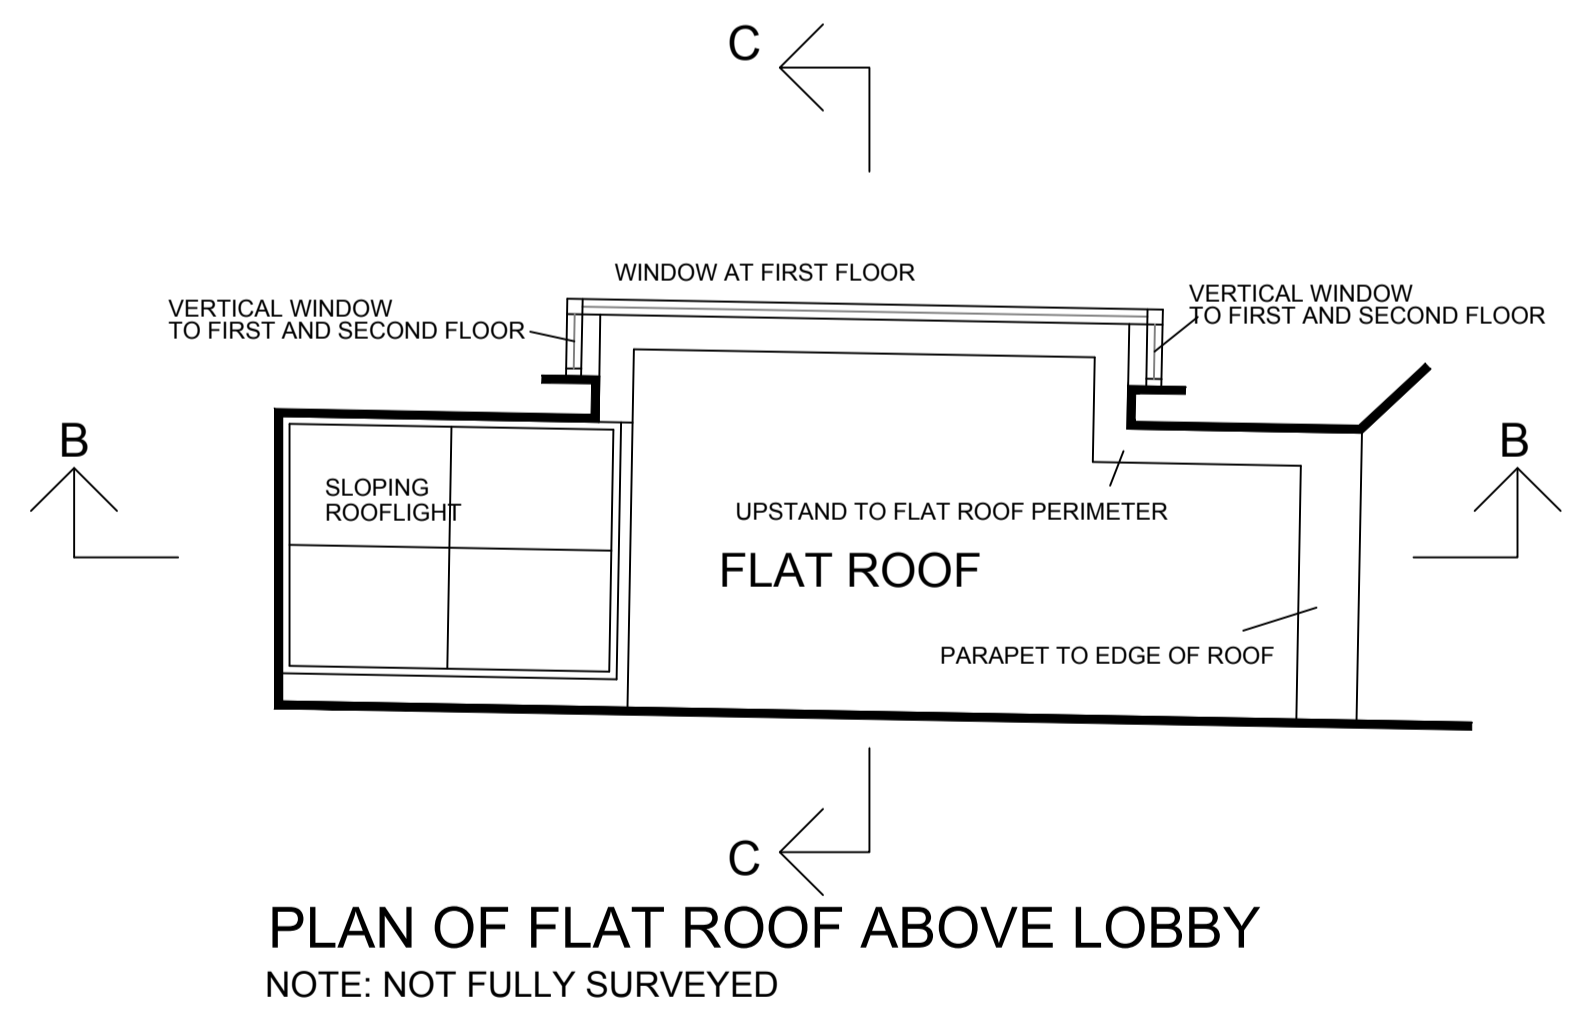 C
WINDOW AT FIRST FLOOR
VERTICAL WINDOW
TO FIRST AND SECOND FLOOR
VERTICAL WINDOW
TO FIRST AND SECOND FLOOR
B
B
SLOPING
ROOFLIGHT
UPSTAND TO FLAT ROOF PERIMETER
FLAT ROOF
PARAPET TO EDGE OF ROOF
C
PLAN OF FLAT ROOF ABOVE LOBBY
NOTE: NOT FULLY SURVEYED